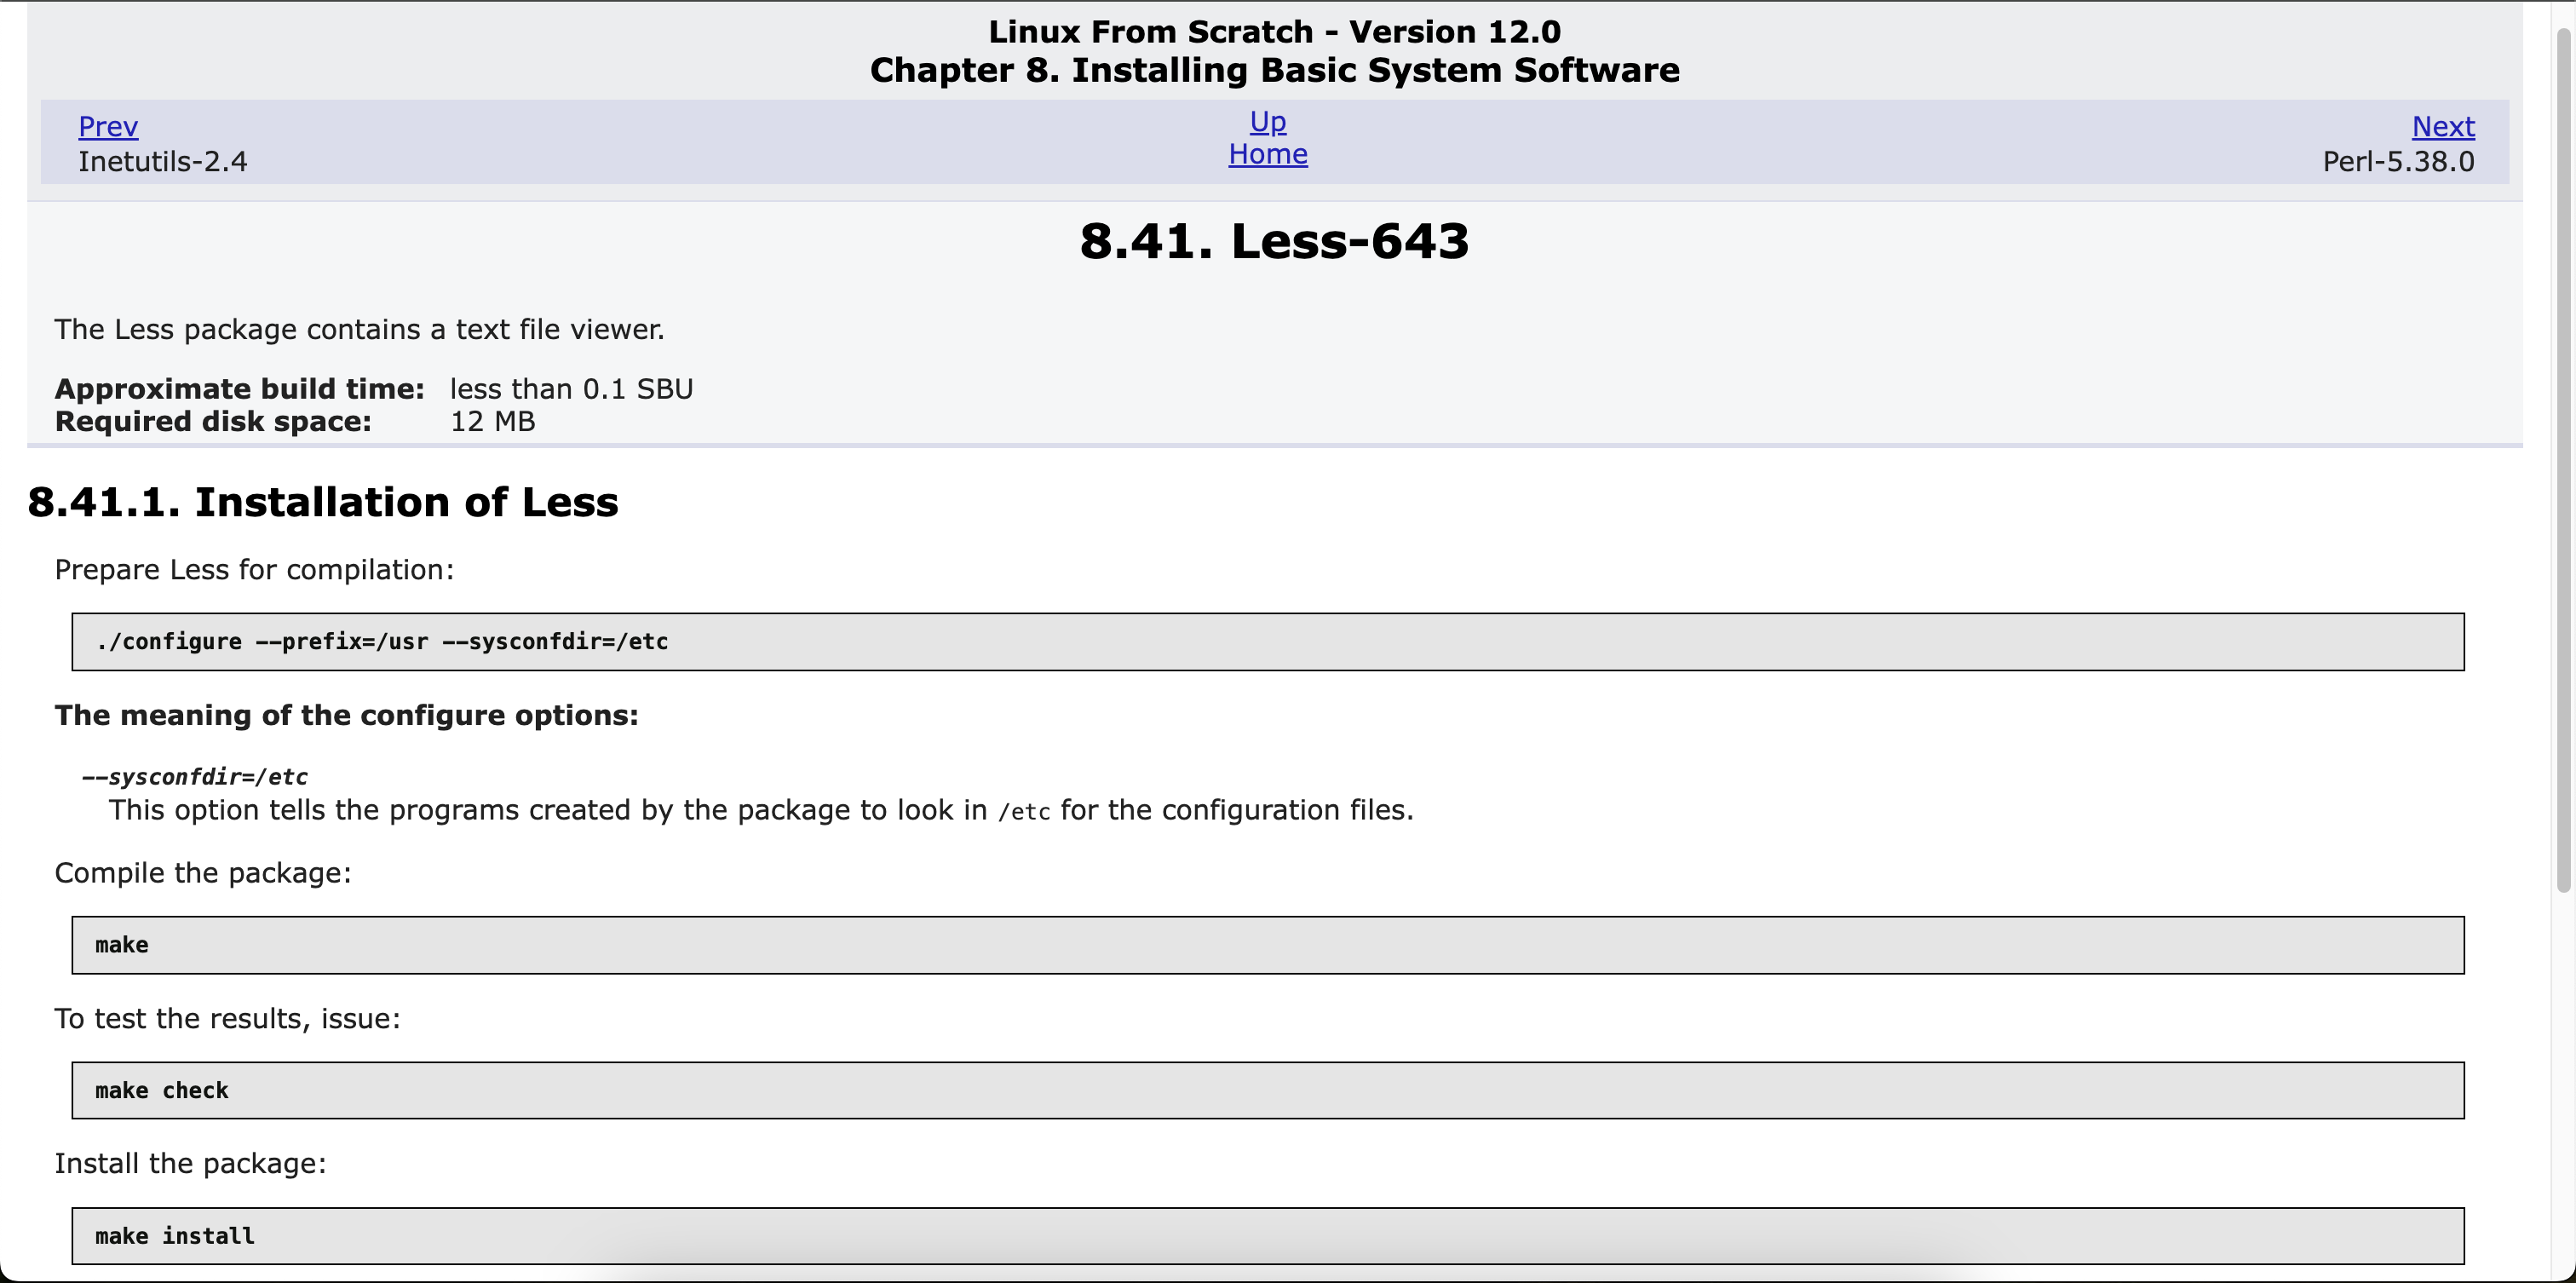 Linux From Scratch - Version 12.0
Chapter 8. Installing Basic System Software
Prev
Inetutils-2.4
Up
Home
Next
Perl-5.38.0
8.41. Less-643
The Less package contains a text file viewer.
Approximate build time: less than 0.1 SBU
Required disk space: 12 MB
8.41.1. Installation of Less
Prepare Less for compilation:
./configure --prefix=/usr --sysconfdir=/etc
The meaning of the configure options:
--sysconfdir=/etc
This option tells the programs created by the package to look in /etc for the configuration files.
Compile the package:
make
To test the results, issue:
make check
Install the package:
make install